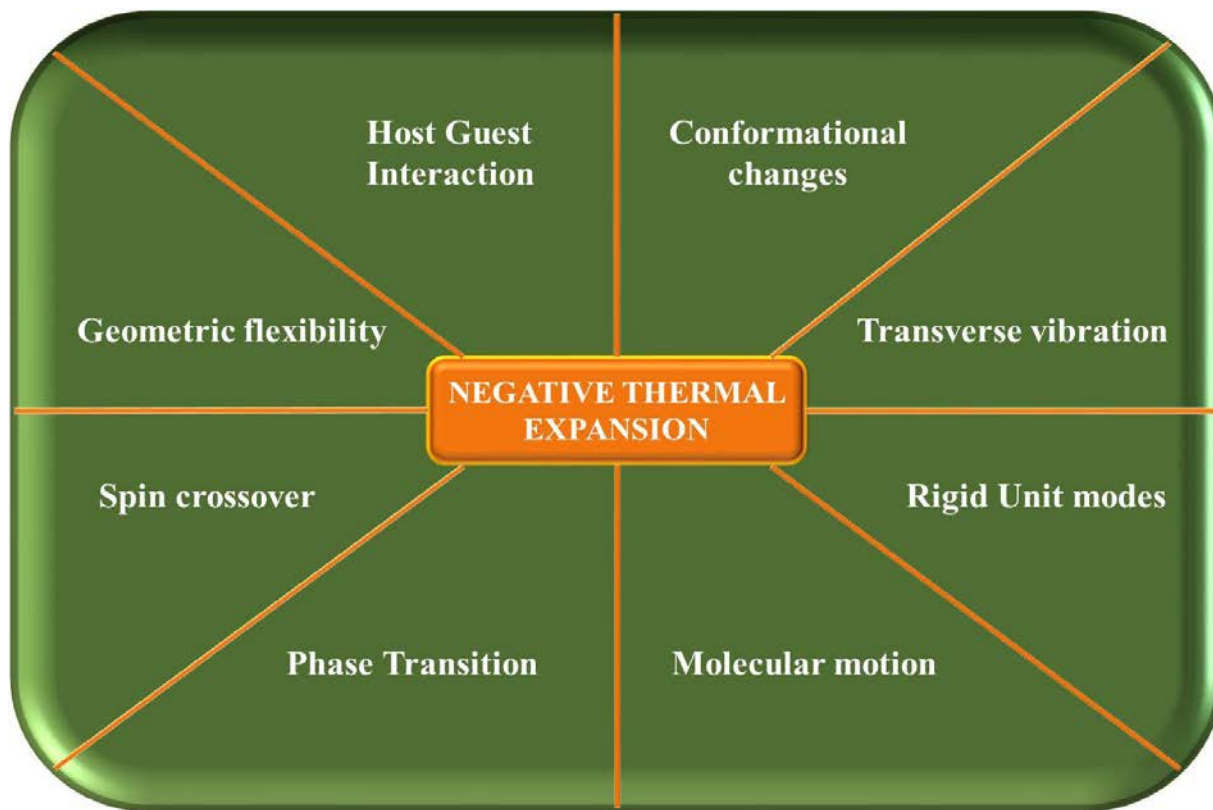 Host Guest
Interaction
Conformational
changes
Geometric flexibility
Transverse vibration
NEGATIVE THERMAL
EXPANSION
Spin crossover
Rigid Unit modes
Phase Transition
Molecular motion